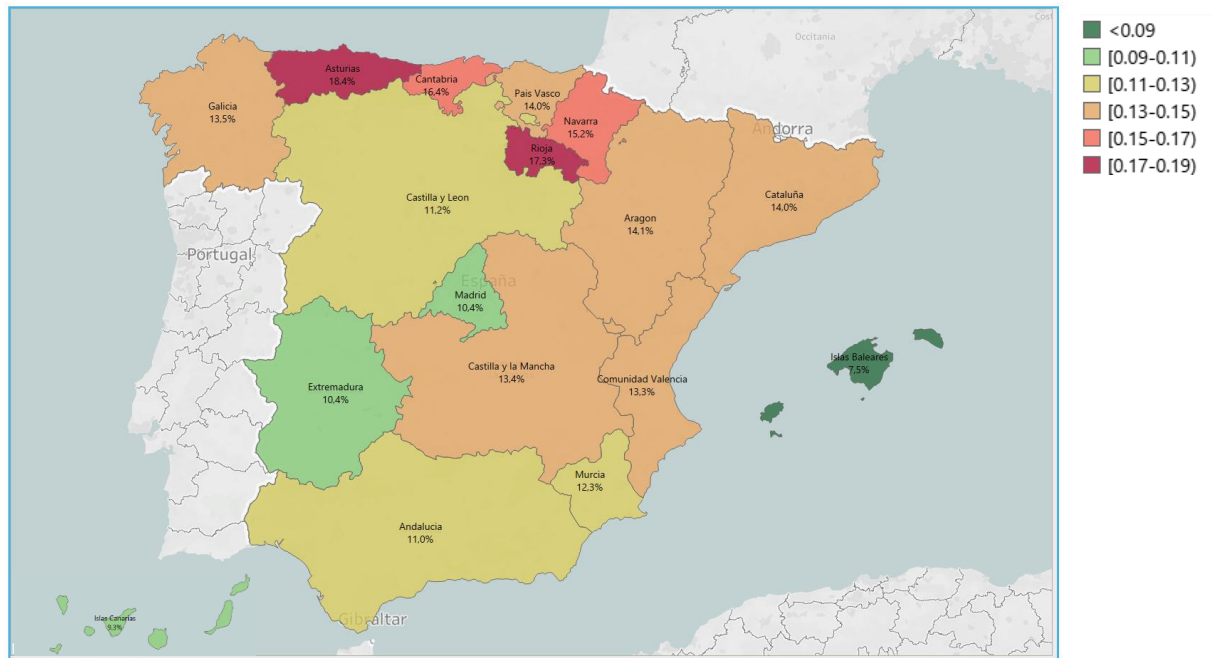 Occitania
Asturias
18,4%
Cantabria
16,4%
Pais Vasco
14,0%
Galicia
13,5%
Navarra
15,2%
Andorra
Rioja
17,3%
Castilla y Leon
11,2%
Aragon
14,1%
Cataluña
14,0%
Portugal
España
Madrid
10,4%
Islas Baleares
7,5%
Castilla y la Mancha
13,4%
Comunidad Valencia
13,3%
Extremadura
10,4%
Murcia
12,3%
Andalucia
11,0%
Islas Canarias
9,3%
Gibraltar
<0.09
[0.09-0.11)
[0.11-0.13)
[0.13-0.15)
[0.15-0.17)
[0.17-0.19)